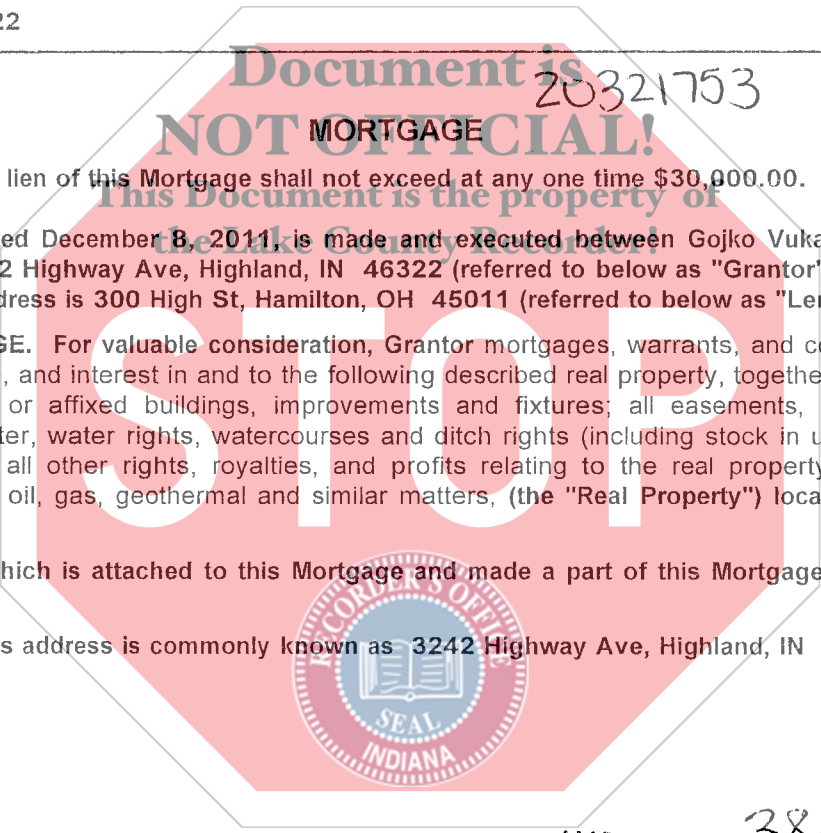 22
Document is
NOT OFFICIAL!
This Document is the property of
the Lake County Recorder!
20321753
MORTGAGE
lien of this Mortgage shall not exceed at any one time $30,000.00.
ed December 8, 2011, is made and executed between Gojko Vuka
2 Highway Ave, Highland, IN 46322 (referred to below as "Grantor"
dress is 300 High St, Hamilton, OH 45011 (referred to below as "Le
GE. For valuable consideration, Grantor mortgages, warrants, and c
, and interest in and to the following described real property, togethe
or affixed buildings, improvements and fixtures; all easements,
ter, water rights, watercourses and ditch rights (including stock in u
all other rights, royalties, and profits relating to the real property
oil, gas, geothermal and similar matters, (the "Real Property") loca
STOP
hich is attached to this Mortgage and made a part of this Mortgage
s address is commonly known as 3242 Highway Ave, Highland, IN
RECORDER'S OFFICE
SEAL
INDIANA
28